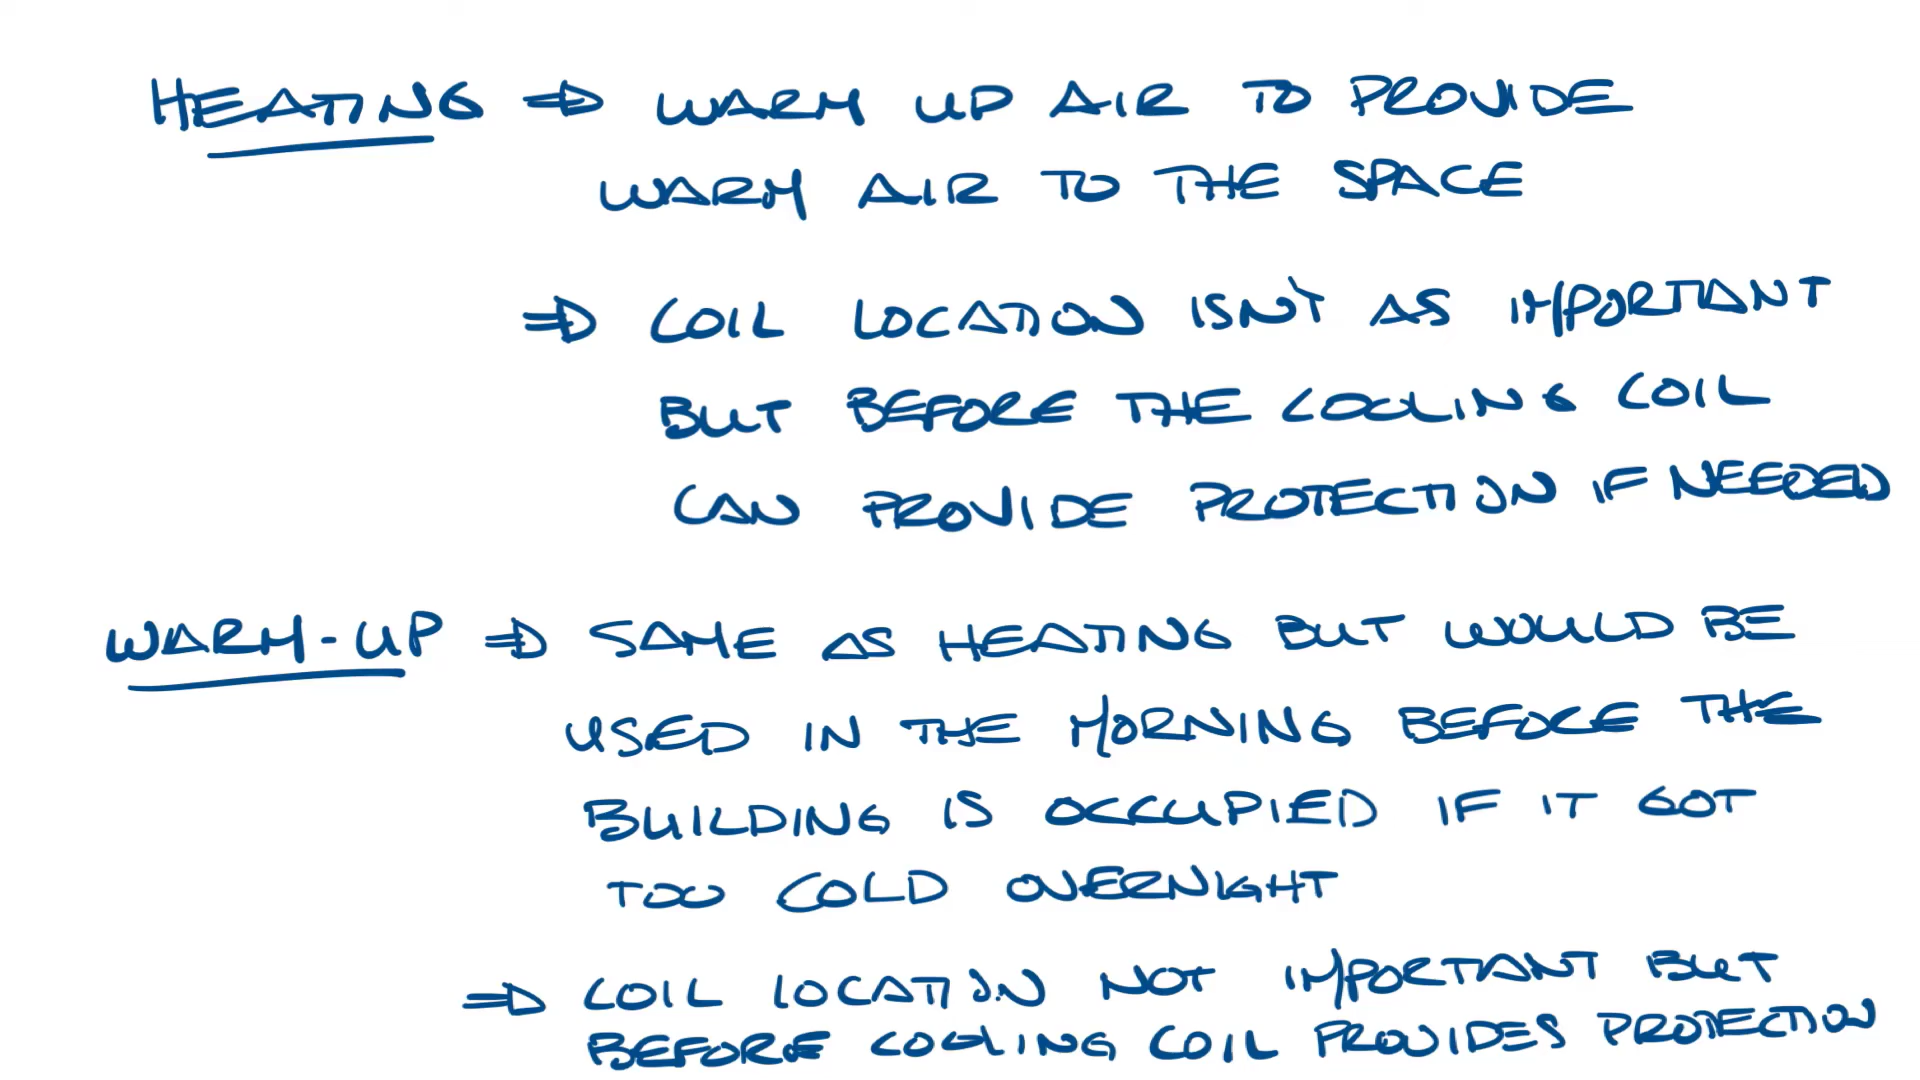 HEATING ⇒ WARM UP AIR TO PROVIDE
WARM AIR TO THE SPACE
⇒ COIL LOCATION ISN'T AS IMPORTANT
BUT BEFORE THE COOLING COIL
CAN PROVIDE PROTECTION IF NEEDED
WARM-UP ⇒ SAME AS HEATING BUT WOULD BE
USED IN THE MORNING BEFORE THE
BUILDING IS OCCUPIED IF IT GOT
TOO COLD OVERNIGHT
⇒ COIL LOCATION NOT IMPORTANT BUT
BEFORE COOLING COIL PROVIDES PROTECTION